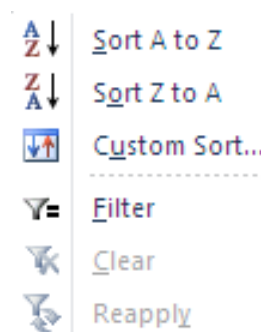 Sort A to Z
Sort Z to A
Custom Sort...
Filter
Clear
Reapply